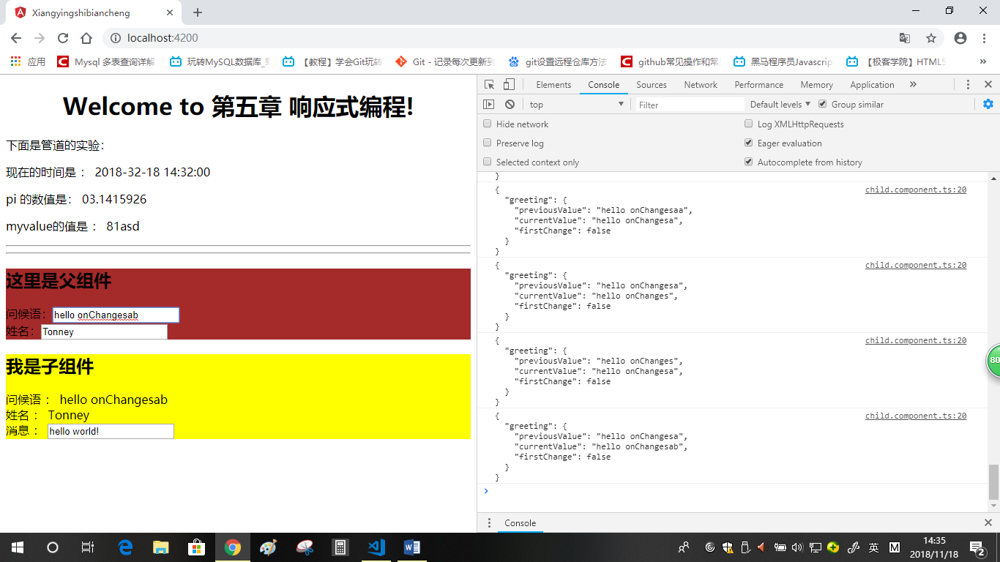 Xiangyingshibiancheng
localhost:4200
应用 Mysql 多表查询详解 玩转MySQL数据库_ 【教程】学会Git玩转 Git - 记录每次更新到 git设置远程仓库方法 github常见操作和常 黑马程序员Javascrip 【极客学院】HTML5 »
Welcome to 第五章 响应式编程!
下面是管道的实验：
现在的时间是 ： 2018-32-18 14:32:00
pi 的数值是： 03.1415926
myvalue的值是 ： 81asd
这里是父组件
问候语： hello onChangesab
姓名： Tonney
我是子组件
问候语 ： hello onChangesab
姓名 ： Tonney
消息 ： hello world!
Elements Console Sources Network Performance Memory Application »
top Filter Default levels Group similar
Hide network Log XMLHttpRequests
Preserve log Eager evaluation
Selected context only Autocomplete from history
}
{ child.component.ts:20
"greeting": {
"previousValue": "hello onChangesaa",
"currentValue": "hello onChangesa",
"firstChange": false
}
}
{ child.component.ts:20
"greeting": {
"previousValue": "hello onChangesa",
"currentValue": "hello onChanges",
"firstChange": false
}
}
{ child.component.ts:20
"greeting": {
"previousValue": "hello onChanges",
"currentValue": "hello onChangesa",
"firstChange": false
}
}
{ child.component.ts:20
"greeting": {
"previousValue": "hello onChangesa",
"currentValue": "hello onChangesab",
"firstChange": false
}
}
>
80
Console
英 M 14:35
2018/11/18 2